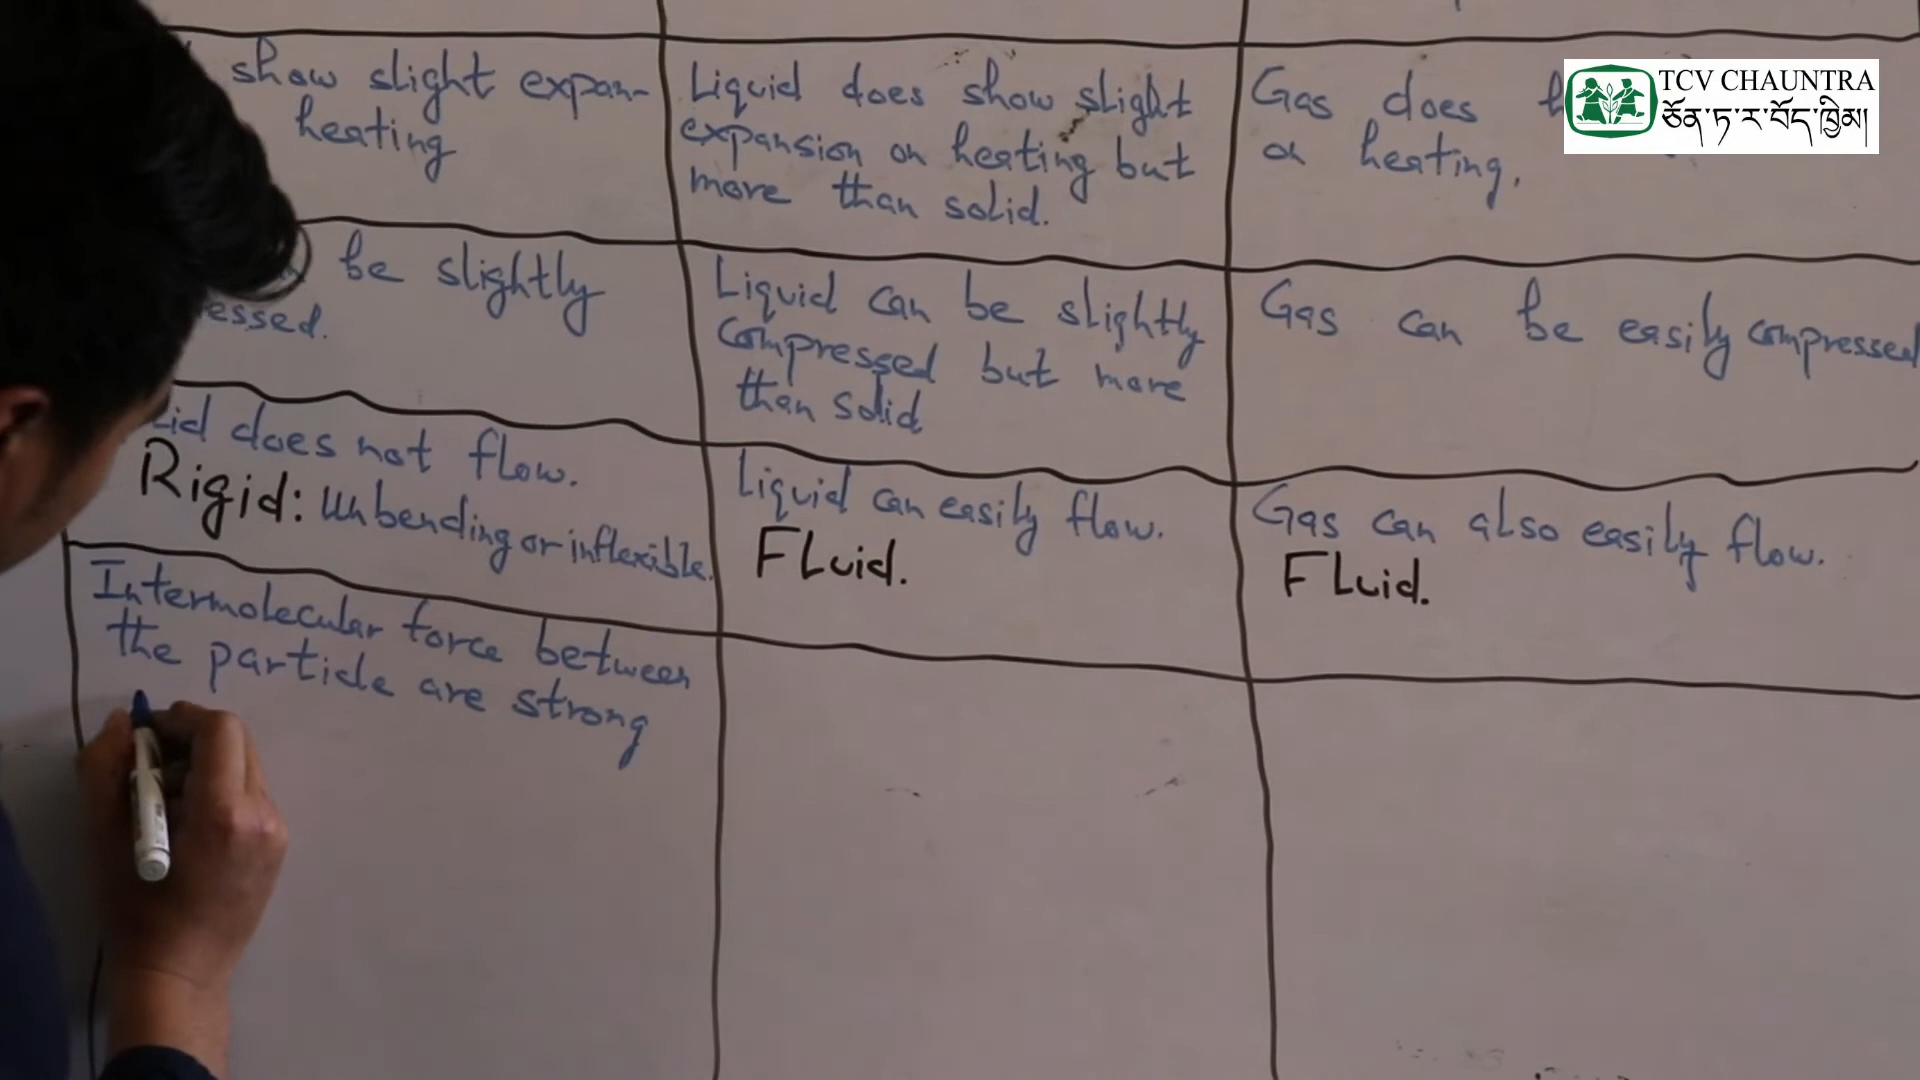 show slight expan-
heating
Liquid does show slight
expansion on heating but
more than solid.
Gas does
on heating.
TCV CHAUNTRA
ཅོན་ཏ་ར་བོད་ཁྱིམ།
be slightly
essed.
Liquid can be slightly
compressed but more
than solid
Gas can be easily compressed
does not flow.
Rigid: Unbending or inflexible.
Liquid can easily flow.
FLuid.
Gas can also easily flow.
FLuid.
Intermolecular force between
the particle are strong